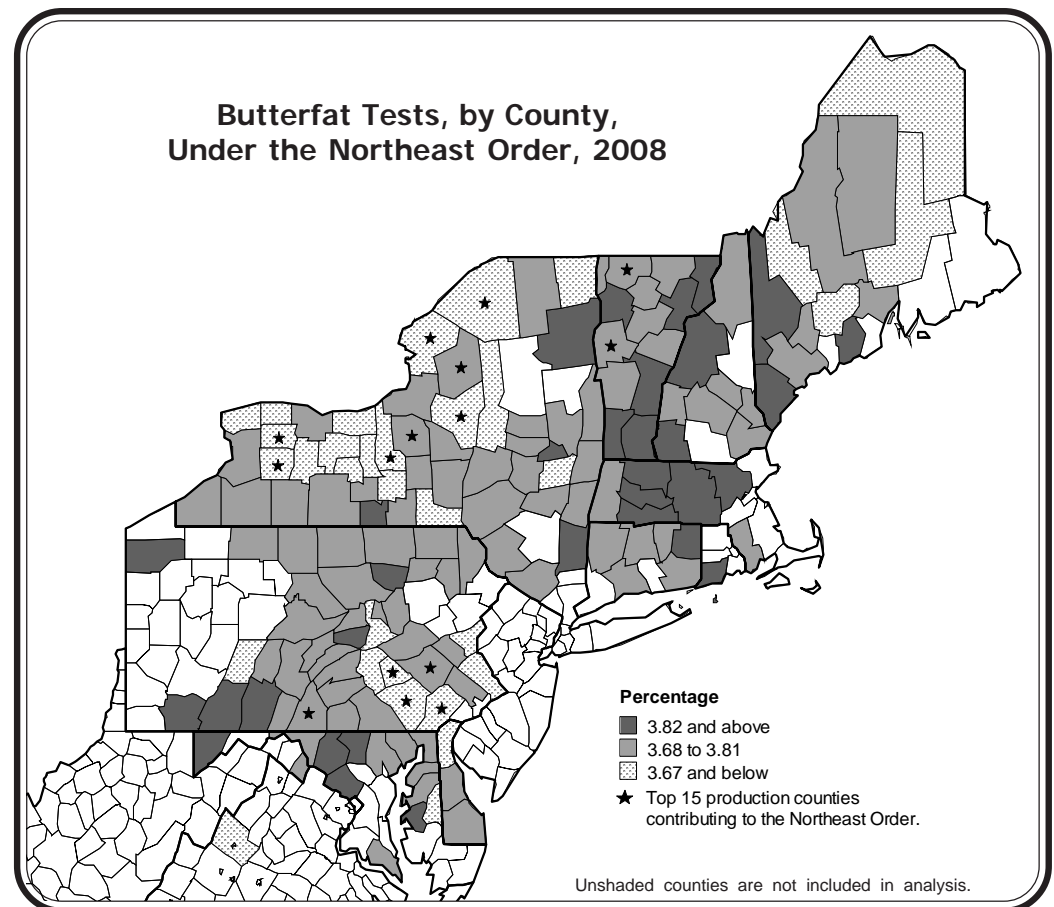 Butterfat Tests, by County,
Under the Northeast Order, 2008
Percentage
3.82 and above
3.68 to 3.81
3.67 and below
Top 15 production counties
contributing to the Northeast Order.
Unshaded counties are not included in analysis.